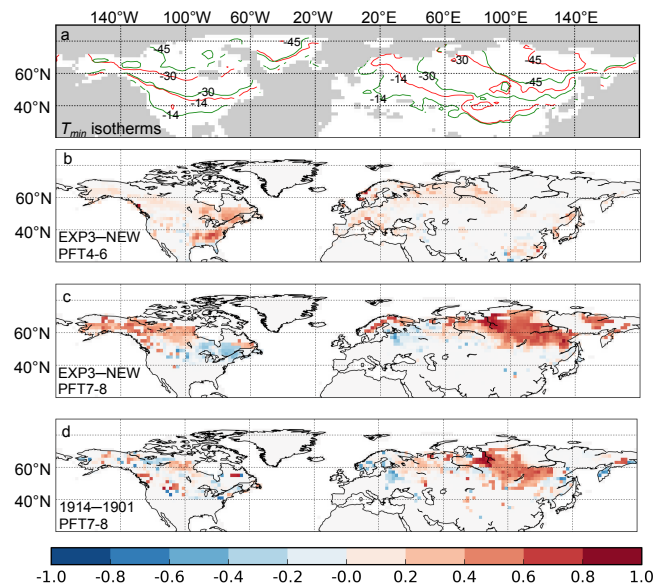 140°W 100°W 60°W 20°W 20°E 60°E 100°E 140°E
a
-45 -45 -30
60°N -30 -30 -45
-14 -14 -14
40°N -14
Tmin isotherms
b
60°N
40°N
EXP3—NEW
PFT4-6
c
60°N
40°N
EXP3—NEW
PFT7-8
d
60°N
40°N
1914—1901
PFT7-8
-1.0 -0.8 -0.6 -0.4 -0.2 -0.0 0.2 0.4 0.6 0.8 1.0